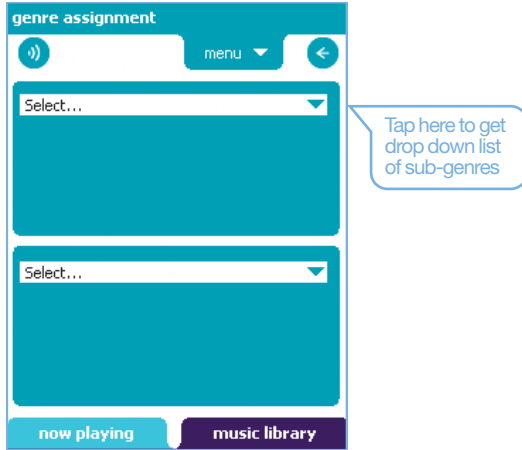 genre assignment
menu
Select...
Tap here to get
drop down list
of sub-genres
Select...
now playing
music library